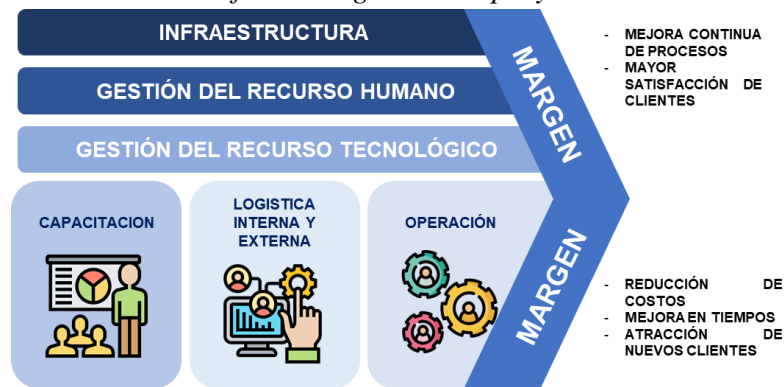 INFRAESTRUCTURA
GESTIÓN DEL RECURSO HUMANO
GESTIÓN DEL RECURSO TECNOLÓGICO
CAPACITACION
LOGISTICA
INTERNA Y
EXTERNA
OPERACIÓN
MARGEN
MARGEN
- MEJORA CONTINUA
DE PROCESOS
- MAYOR
SATISFACCIÓN DE
CLIENTES
- REDUCCIÓN DE
COSTOS
- MEJORA EN TIEMPOS
- ATRACCIÓN DE
NUEVOS CLIENTES